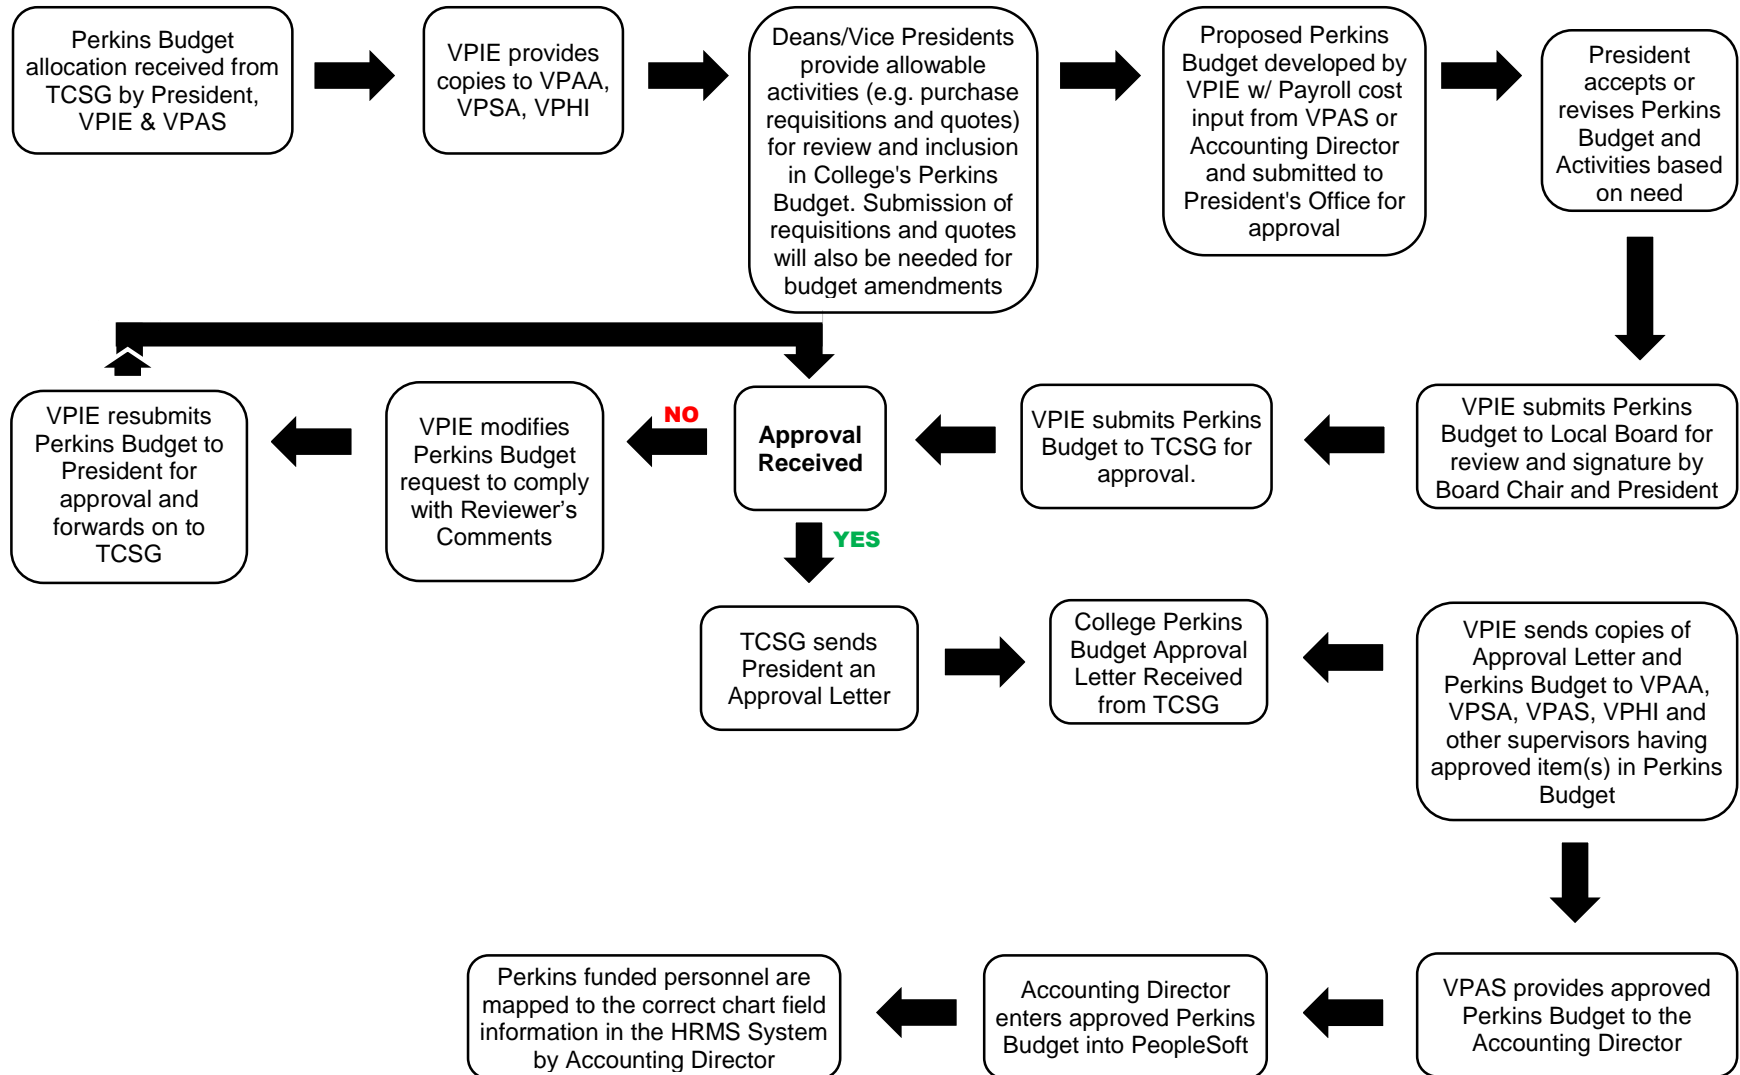 Perkins Budget
allocation received from
TCSG by President,
VPIE & VPAS
VPIE provides
copies to VPAA,
VPSA, VPHI
Deans/Vice Presidents
provide allowable
activities (e.g. purchase
requisitions and quotes)
for review and inclusion
in College's Perkins
Budget. Submission of
requisitions and quotes
will also be needed for
budget amendments
Proposed Perkins
Budget developed by
VPIE w/ Payroll cost
input from VPAS or
Accounting Director
and submitted to
President's Office for
approval
President
accepts or
revises Perkins
Budget and
Activities based
on need
VPIE submits Perkins
Budget to Local Board for
review and signature by
Board Chair and President
VPIE submits Perkins
Budget to TCSG for
approval.
Approval
Received
NO
VPIE modifies
Perkins Budget
request to comply
with Reviewer’s
Comments
VPIE resubmits
Perkins Budget to
President for
approval and
forwards on to
TCSG
YES
TCSG sends
President an
Approval Letter
College Perkins
Budget Approval
Letter Received
from TCSG
VPIE sends copies of
Approval Letter and
Perkins Budget to VPAA,
VPSA, VPAS, VPHI and
other supervisors having
approved item(s) in Perkins
Budget
VPAS provides approved
Perkins Budget to the
Accounting Director
Accounting Director
enters approved Perkins
Budget into PeopleSoft
Perkins funded personnel are
mapped to the correct chart field
information in the HRMS System
by Accounting Director